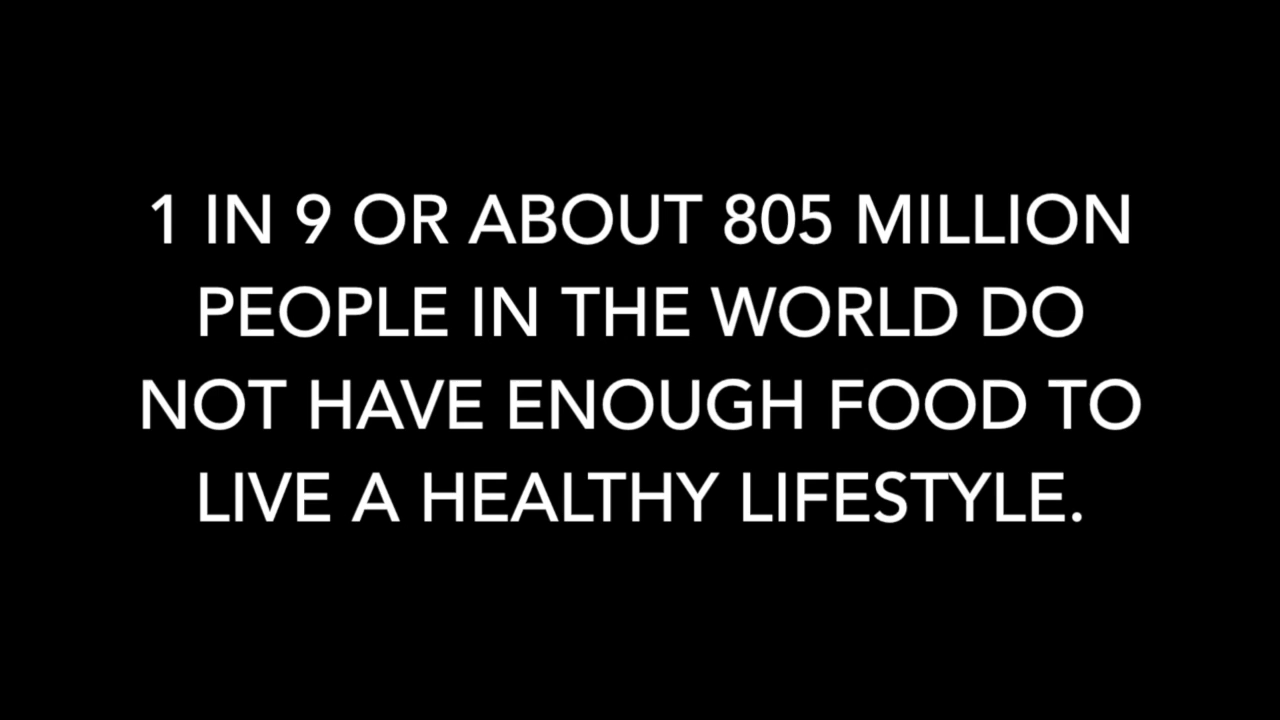 1 IN 9 OR ABOUT 805 MILLION
PEOPLE IN THE WORLD DO
NOT HAVE ENOUGH FOOD TO
LIVE A HEALTHY LIFESTYLE.